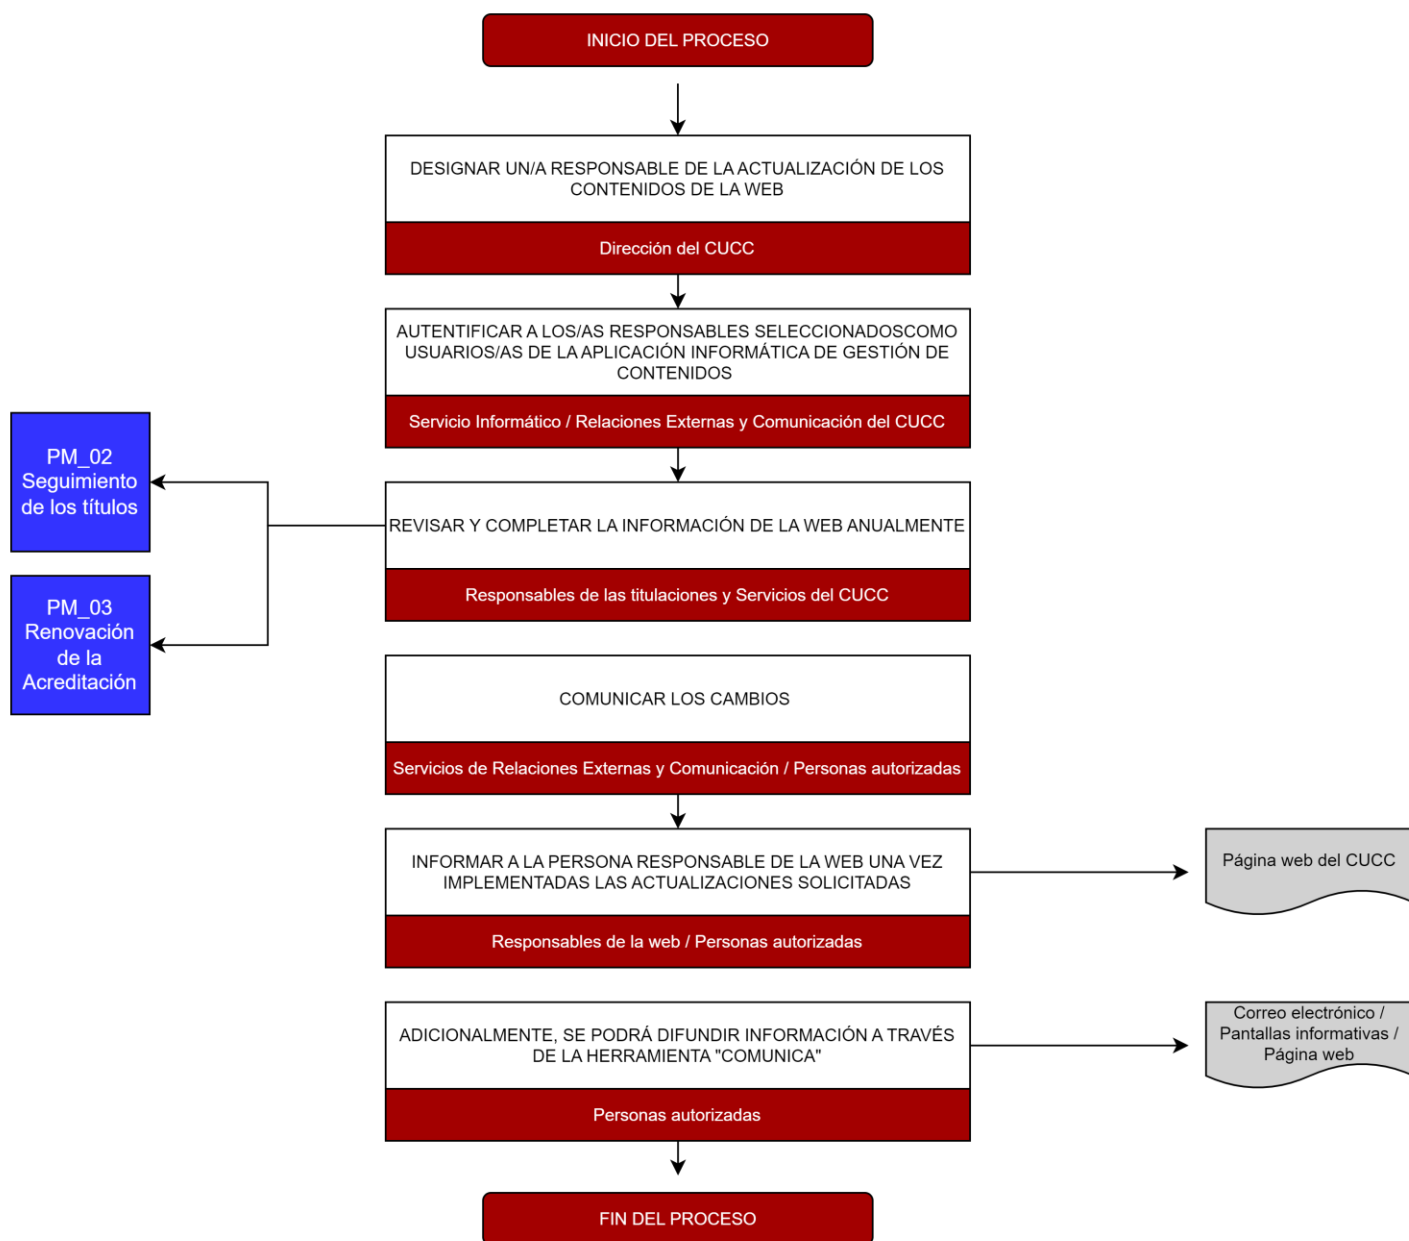 INICIO DEL PROCESO
DESIGNAR UN/A RESPONSABLE DE LA ACTUALIZACIÓN DE LOS
CONTENIDOS DE LA WEB
Dirección del CUCC
AUTENTIFICAR A LOS/AS RESPONSABLES SELECCIONADOSCOMO
USUARIOS/AS DE LA APLICACIÓN INFORMÁTICA DE GESTIÓN DE
CONTENIDOS
Servicio Informático / Relaciones Externas y Comunicación del CUCC
PM_02
Seguimiento
de los títulos
REVISAR Y COMPLETAR LA INFORMACIÓN DE LA WEB ANUALMENTE
Responsables de las titulaciones y Servicios del CUCC
PM_03
Renovación
de la
Acreditación
COMUNICAR LOS CAMBIOS
Servicios de Relaciones Externas y Comunicación / Personas autorizadas
INFORMAR A LA PERSONA RESPONSABLE DE LA WEB UNA VEZ
IMPLEMENTADAS LAS ACTUALIZACIONES SOLICITADAS
Responsables de la web / Personas autorizadas
Página web del CUCC
ADICIONALMENTE, SE PODRÁ DIFUNDIR INFORMACIÓN A TRAVÉS
DE LA HERRAMIENTA "COMUNICA"
Personas autorizadas
Correo electrónico /
Pantallas informativas /
Página web
FIN DEL PROCESO